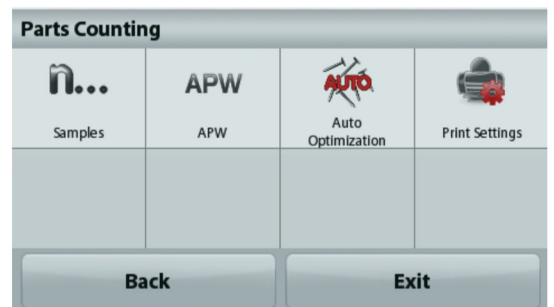 Parts Counting
n...
APW
AUTO
Samples
APW
Auto
Optimization
Print Settings
Back
Exit